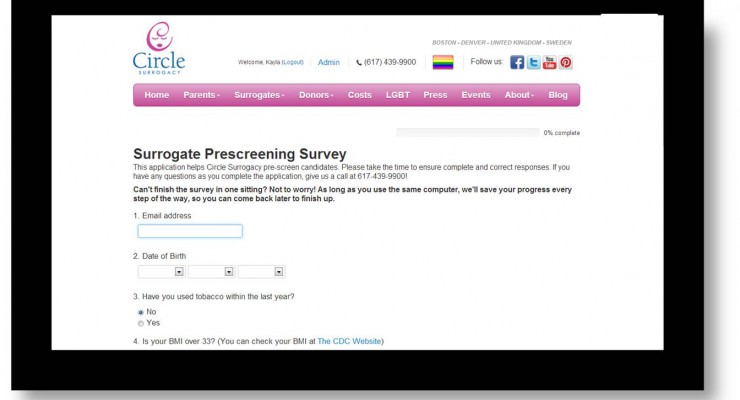 BOSTON - DENVER - UNITED KINGDOM - SWEDEN
Circle
SURROGACY
Welcome, Kayla (Logout) Admin (617) 439-9900 Follow us:
Home Parents Surrogates Donors Costs LGBT Press Events About Blog
0% complete
Surrogate Prescreening Survey
This application helps Circle Surrogacy pre-screen candidates. Please take the time to ensure complete and correct responses. If you
have any questions as you complete the application, give us a call at 617-439-9900!
Can't finish the survey in one sitting? Not to worry! As long as you use the same computer, we'll save your progress every
step of the way, so you can come back later to finish up.
1. Email address
2. Date of Birth
3. Have you used tobacco within the last year?
No
Yes
4. Is your BMI over 33? (You can check your BMI at The CDC Website)